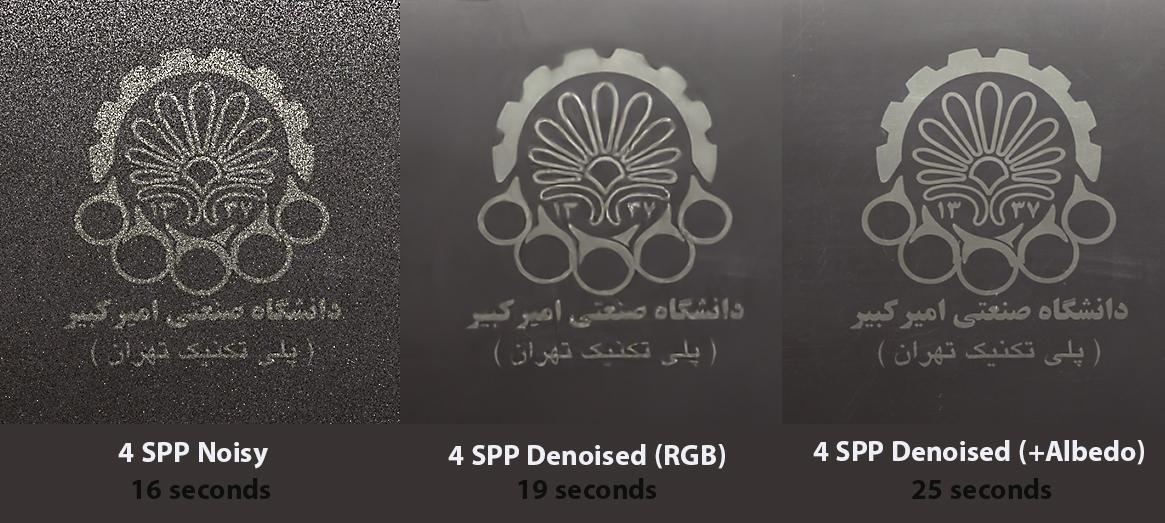 ۱۳ ۳۷
دانشگاه صنعتی امیرکبیر
( پلی تکنیک تهران )
4 SPP Noisy
16 seconds
۱۳ ۳۷
دانشگاه صنعتی امیرکبیر
( پلی تکنیک تهران )
4 SPP Denoised (RGB)
19 seconds
۱۳ ۳۷
دانشگاه صنعتی امیرکبیر
( پلی تکنیک تهران )
4 SPP Denoised (+Albedo)
25 seconds